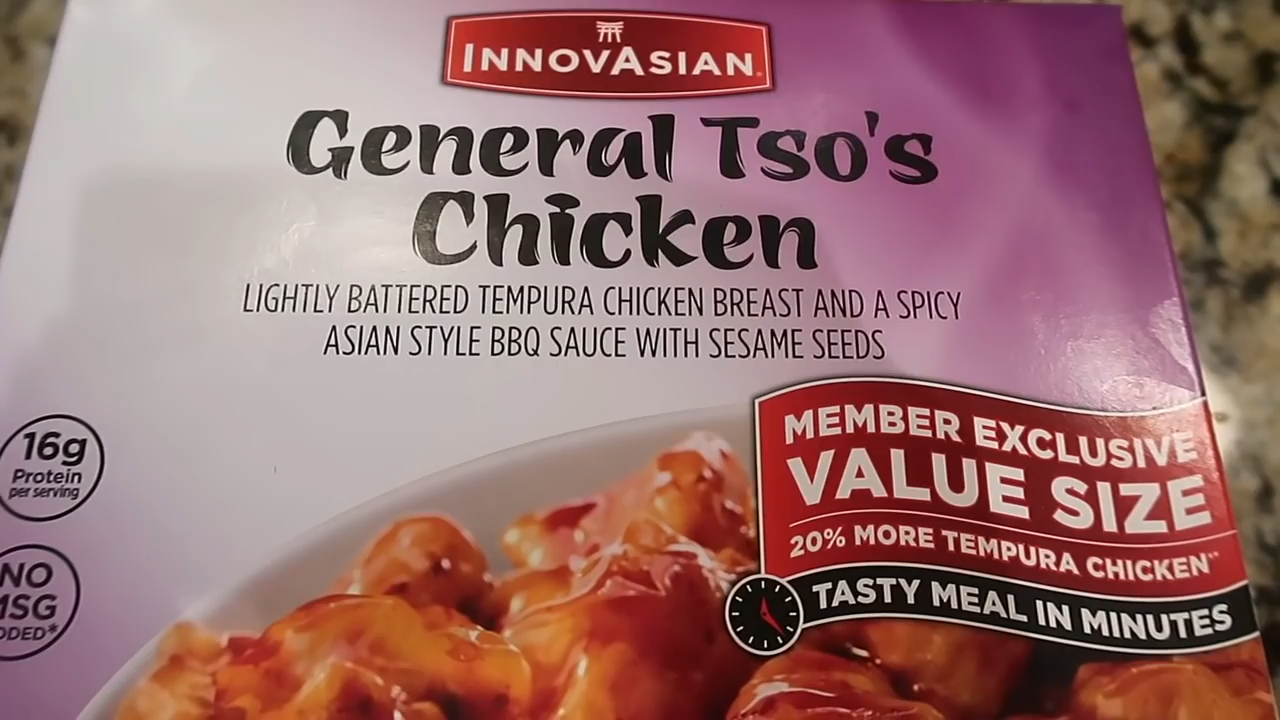 INNOVASIAN
General Tso's
Chicken
LIGHTLY BATTERED TEMPURA CHICKEN BREAST AND A SPICY
ASIAN STYLE BBQ SAUCE WITH SESAME SEEDS
16g
Protein
per serving
NO
MSG
ADDED*
MEMBER EXCLUSIVE
VALUE SIZE
20% MORE TEMPURA CHICKEN**
TASTY MEAL IN MINUTES